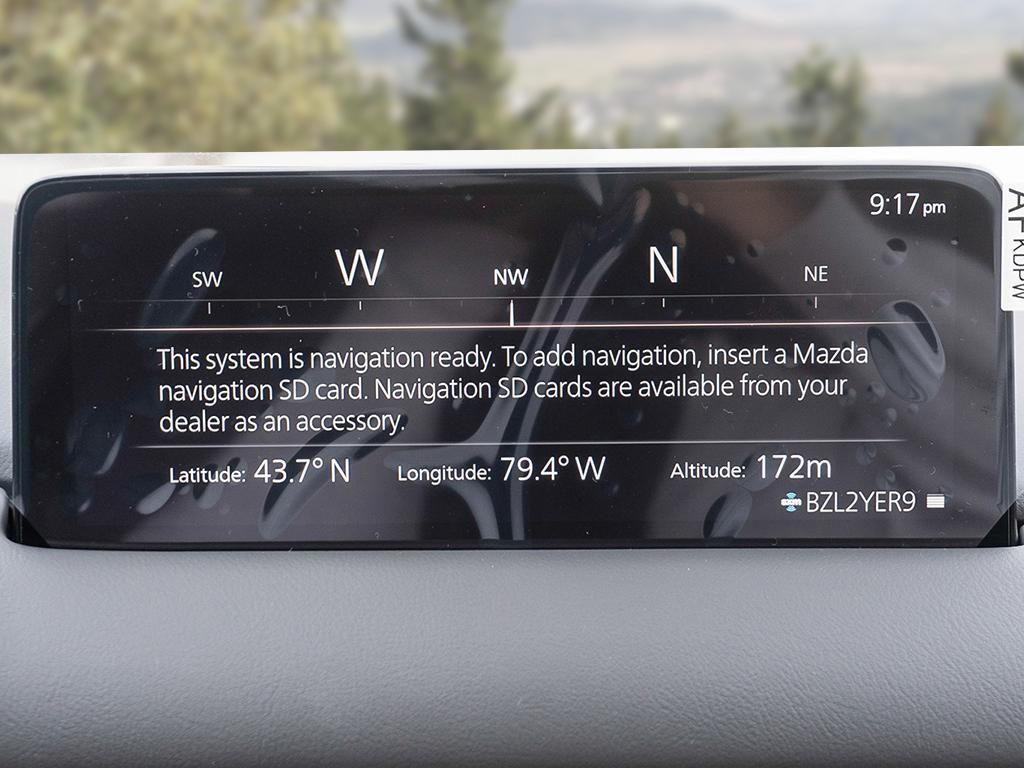 9:17 pm
SW W NW N NE
This system is navigation ready. To add navigation, insert a Mazda
navigation SD card. Navigation SD cards are available from your
dealer as an accessory.
Latitude: 43.7° N Longitude: 79.4° W Altitude: 172m
sxm BZL2YER9
KDPW